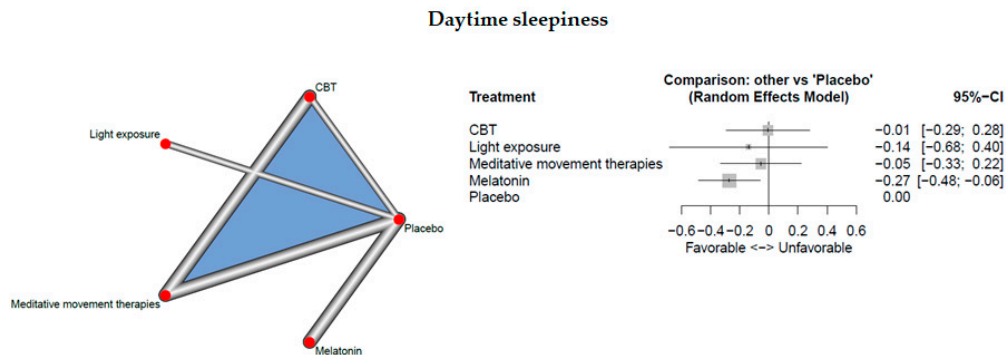 Daytime sleepiness
CBT
Light exposure
Placebo
Meditative movement therapies
Melatonin
Comparison: other vs 'Placebo'
Treatment (Random Effects Model) 95%−CI
CBT −0.01 [−0.29; 0.28]
Light exposure −0.14 [−0.68; 0.40]
Meditative movement therapies −0.05 [−0.33; 0.22]
Melatonin −0.27 [−0.48; −0.06]
Placebo 0.00
−0.6 −0.4 −0.2 0 0.2 0.4 0.6
Favorable <−> Unfavorable